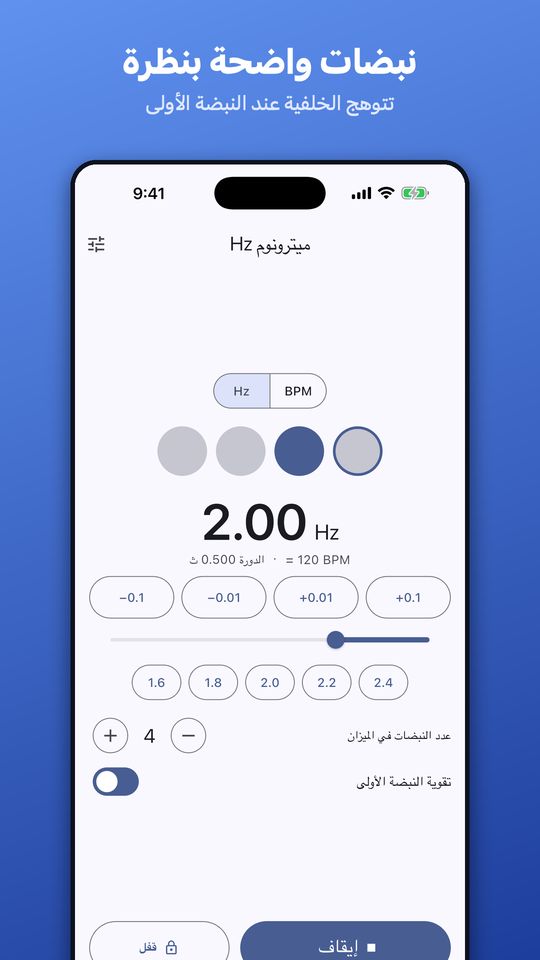 نبضات واضحة بنظرة
تتوهج الخلفية عند النبضة الأولى
9:41
ميترونوم Hz
Hz BPM
2.00 Hz
= 120 BPM · الدورة 0.500 ث
−0.1 −0.01 +0.01 +0.1
1.6 1.8 2.0 2.2 2.4
عدد النبضات في الميزان − 4 +
تقوية النبضة الأولى
إيقاف قفل